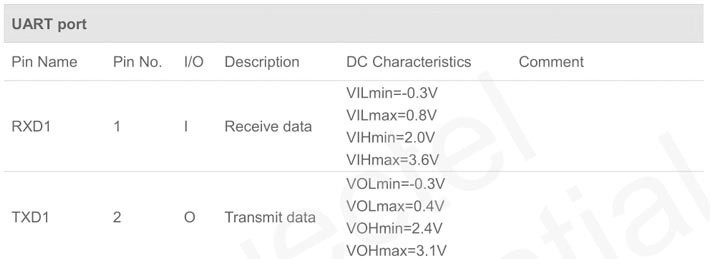 UART port
Pin Name Pin No. I/O Description DC Characteristics Comment
RXD1 1 I Receive data VILmin=-0.3V
VILmax=0.8V
VIHmin=2.0V
VIHmax=3.6V
TXD1 2 O Transmit data VOLmin=-0.3V
VOLmax=0.4V
VOHmin=2.4V
VOHmax=3.1V